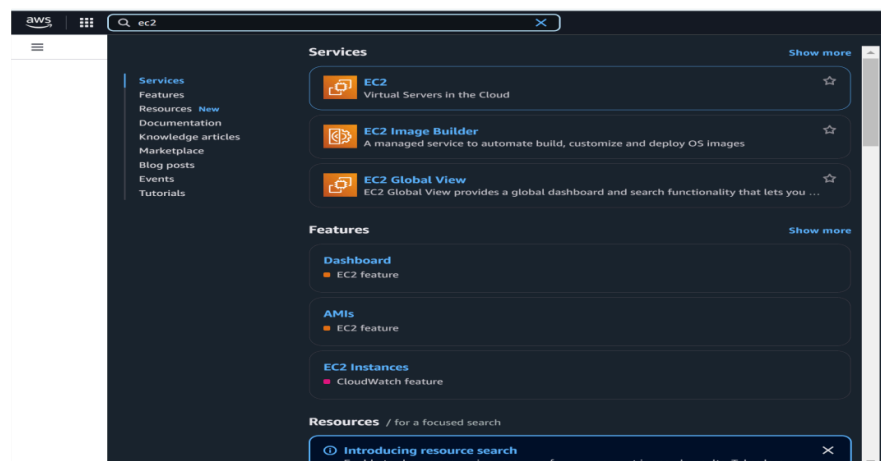 aws
ec2
Services
Features
Resources New
Documentation
Knowledge articles
Marketplace
Blog posts
Events
Tutorials
Services Show more
EC2
Virtual Servers in the Cloud
EC2 Image Builder
A managed service to automate build, customize and deploy OS images
EC2 Global View
EC2 Global View provides a global dashboard and search functionality that lets you ...
Features Show more
Dashboard
EC2 feature
AMIs
EC2 feature
EC2 Instances
CloudWatch feature
Resources / for a focused search
Introducing resource search